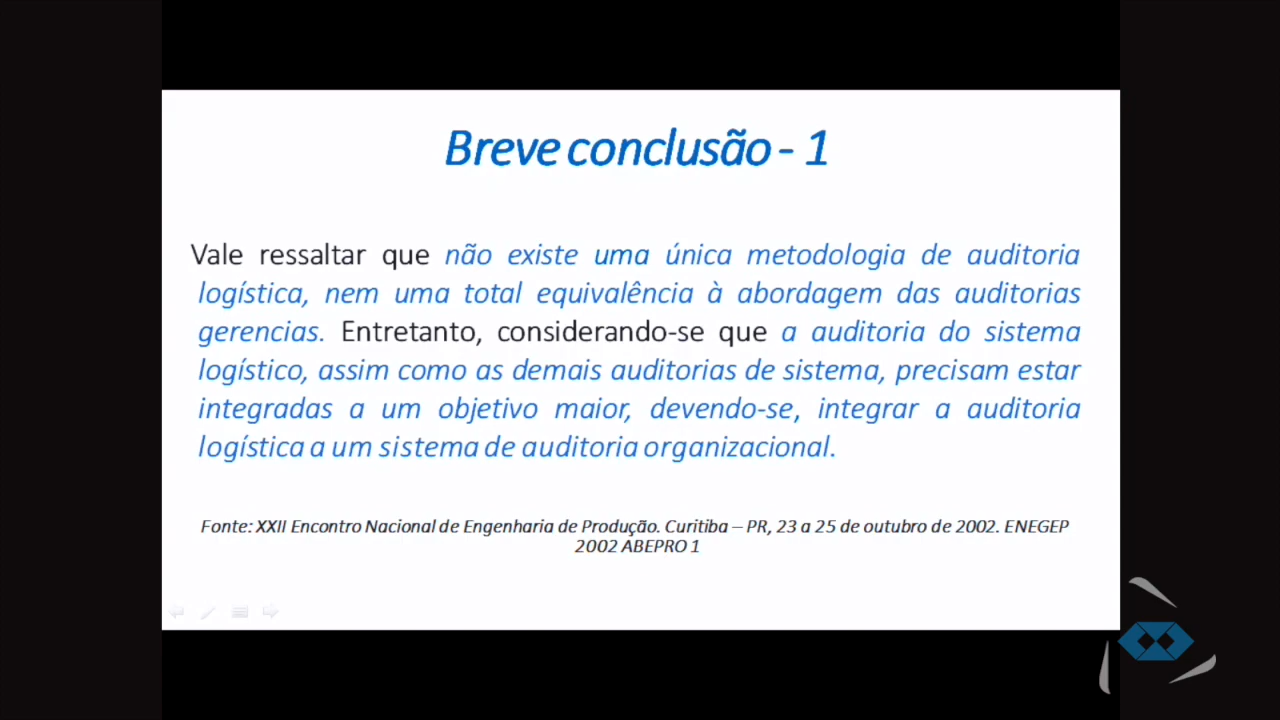 Breve conclusão - 1
Vale ressaltar que não existe uma única metodologia de auditoria
logística, nem uma total equivalência à abordagem das auditorias
gerencias. Entretanto, considerando-se que a auditoria do sistema
logístico, assim como as demais auditorias de sistema, precisam estar
integradas a um objetivo maior, devendo-se, integrar a auditoria
logística a um sistema de auditoria organizacional.
Fonte: XXII Encontro Nacional de Engenharia de Produção. Curitiba – PR, 23 a 25 de outubro de 2002. ENEGEP
2002 ABEPRO 1